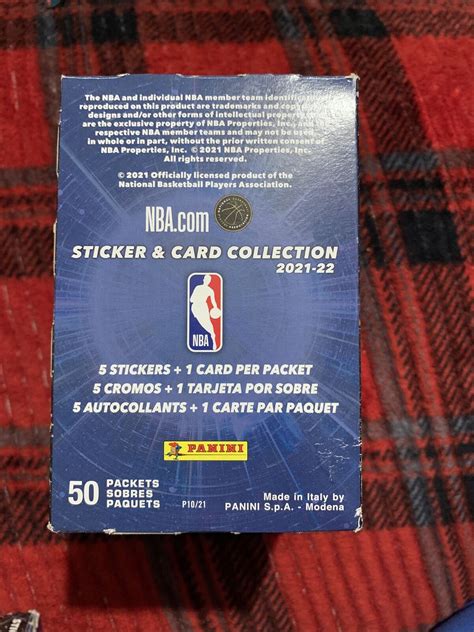 The NBA and individual NBA member team identifications
reproduced on this product are trademarks and copyrighted
designs and/or other forms of intellectual property
are the exclusive property of NBA Properties, Inc., and the
respective NBA member teams and may not be used,
in whole or in part, without the prior written consent of
NBA Properties, Inc. © 2021 NBA Properties, Inc.
All rights reserved.
© 2021 Officially licensed product of the
National Basketball Players Association.
NBA.com
STICKER & CARD COLLECTION
2021-22
NBA
5 STICKERS + 1 CARD PER PACKET
5 CROMOS + 1 TARJETA POR SOBRE
5 AUTOCOLLANTS + 1 CARTE PAR PAQUET
PANINI
50 PACKETS
SOBRES
PAQUETS
P10/21
Made in Italy by
PANINI S.p.A. - Modena